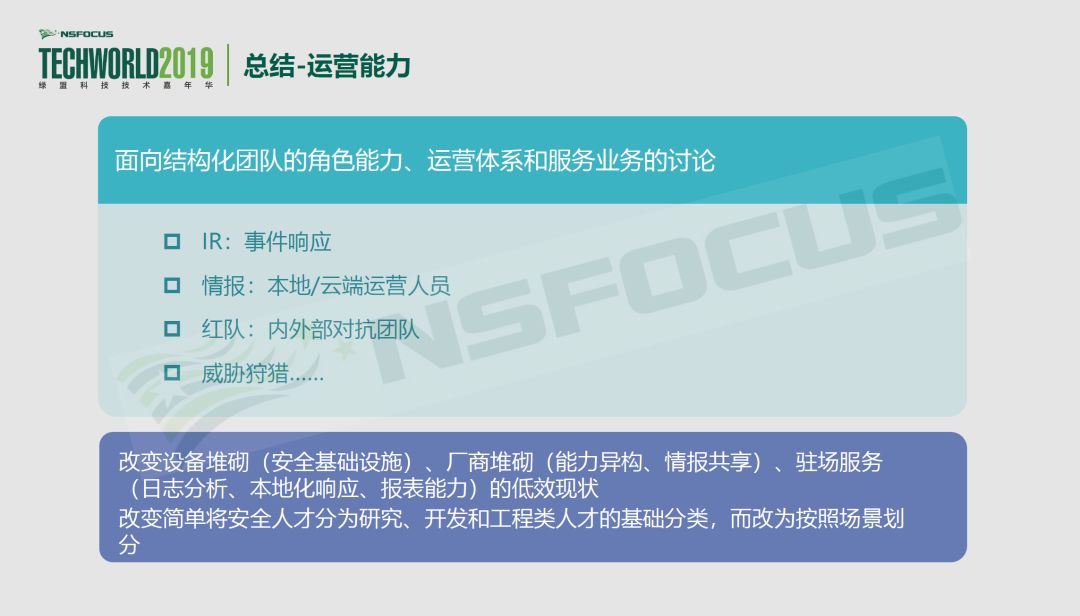 NSFOCUS
TECHWORLD2019
绿盟科技技术嘉年华
总结-运营能力
面向结构化团队的角色能力、运营体系和服务业务的讨论
IR：事件响应
情报：本地/云端运营人员
红队：内外部对抗团队
威胁狩猎......
NSFOCUS
改变设备堆砌（安全基础设施）、厂商堆砌（能力异构、情报共享）、驻场服务
（日志分析、本地化响应、报表能力）的低效现状
改变简单将安全人才分为研究、开发和工程类人才的基础分类，而改为按照场景划
分